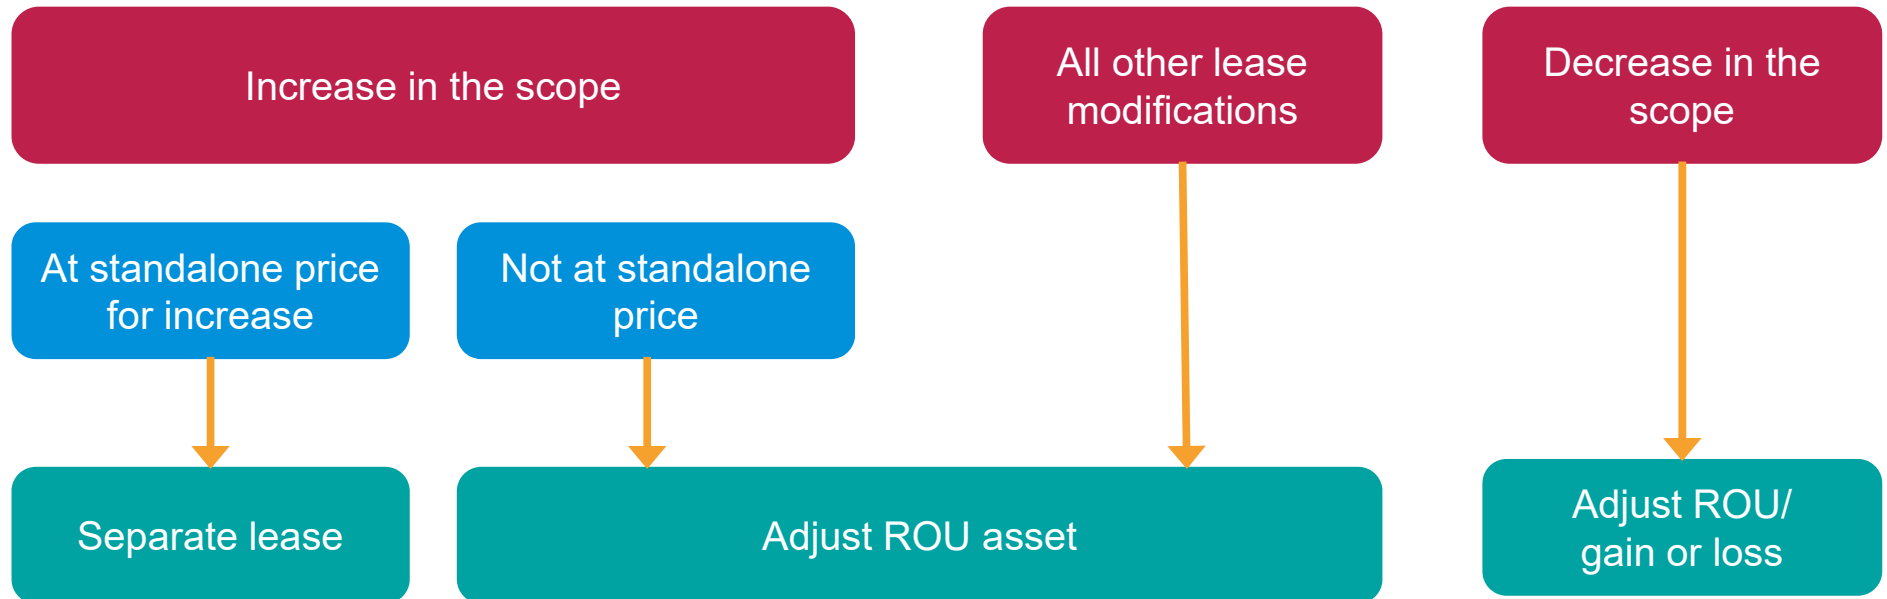 Increase in the scope
All other lease
modifications
Decrease in the
scope
At standalone price
for increase
Not at standalone
price
Separate lease
Adjust ROU asset
Adjust ROU/
gain or loss